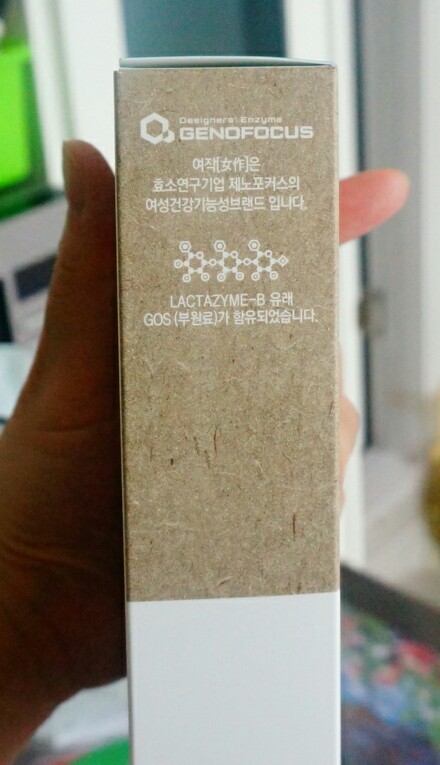 Designers' Enzyme
GENOFOCUS
여작[女作]은
효소연구기업 제노포커스의
여성건강기능성브랜드 입니다.
LACTAZYME-B 유래
GOS (부원료)가 함유되었습니다.